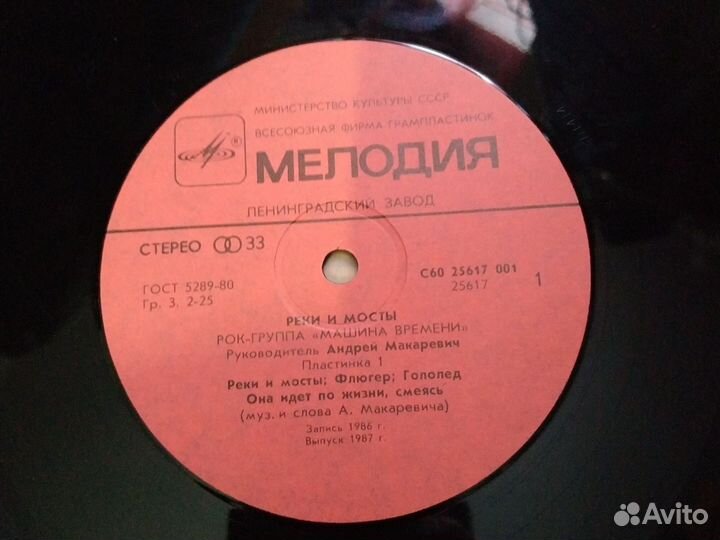 МИНИСТЕРСТВО КУЛЬТУРЫ СССР
ВСЕСОЮЗНАЯ ФИРМА ГРАМПЛАСТИНОК
®
МЕЛОДИЯ
ЛЕНИНГРАДСКИЙ ЗАВОД
СТЕРЕО 33
ГОСТ 5289-80
Гр. 3. 2-25
С60 25617 001
25617
1
РЕКИ И МОСТЫ
РОК-ГРУППА «МАШИНА ВРЕМЕНИ»
Руководитель Андрей Макаревич
Пластинка 1
Реки и мосты; Флюгер; Гололед
Она идет по жизни, смеясь
(муз. и слова А. Макаревича)
Запись 1986 г.
Выпуск 1987 г.
Avito